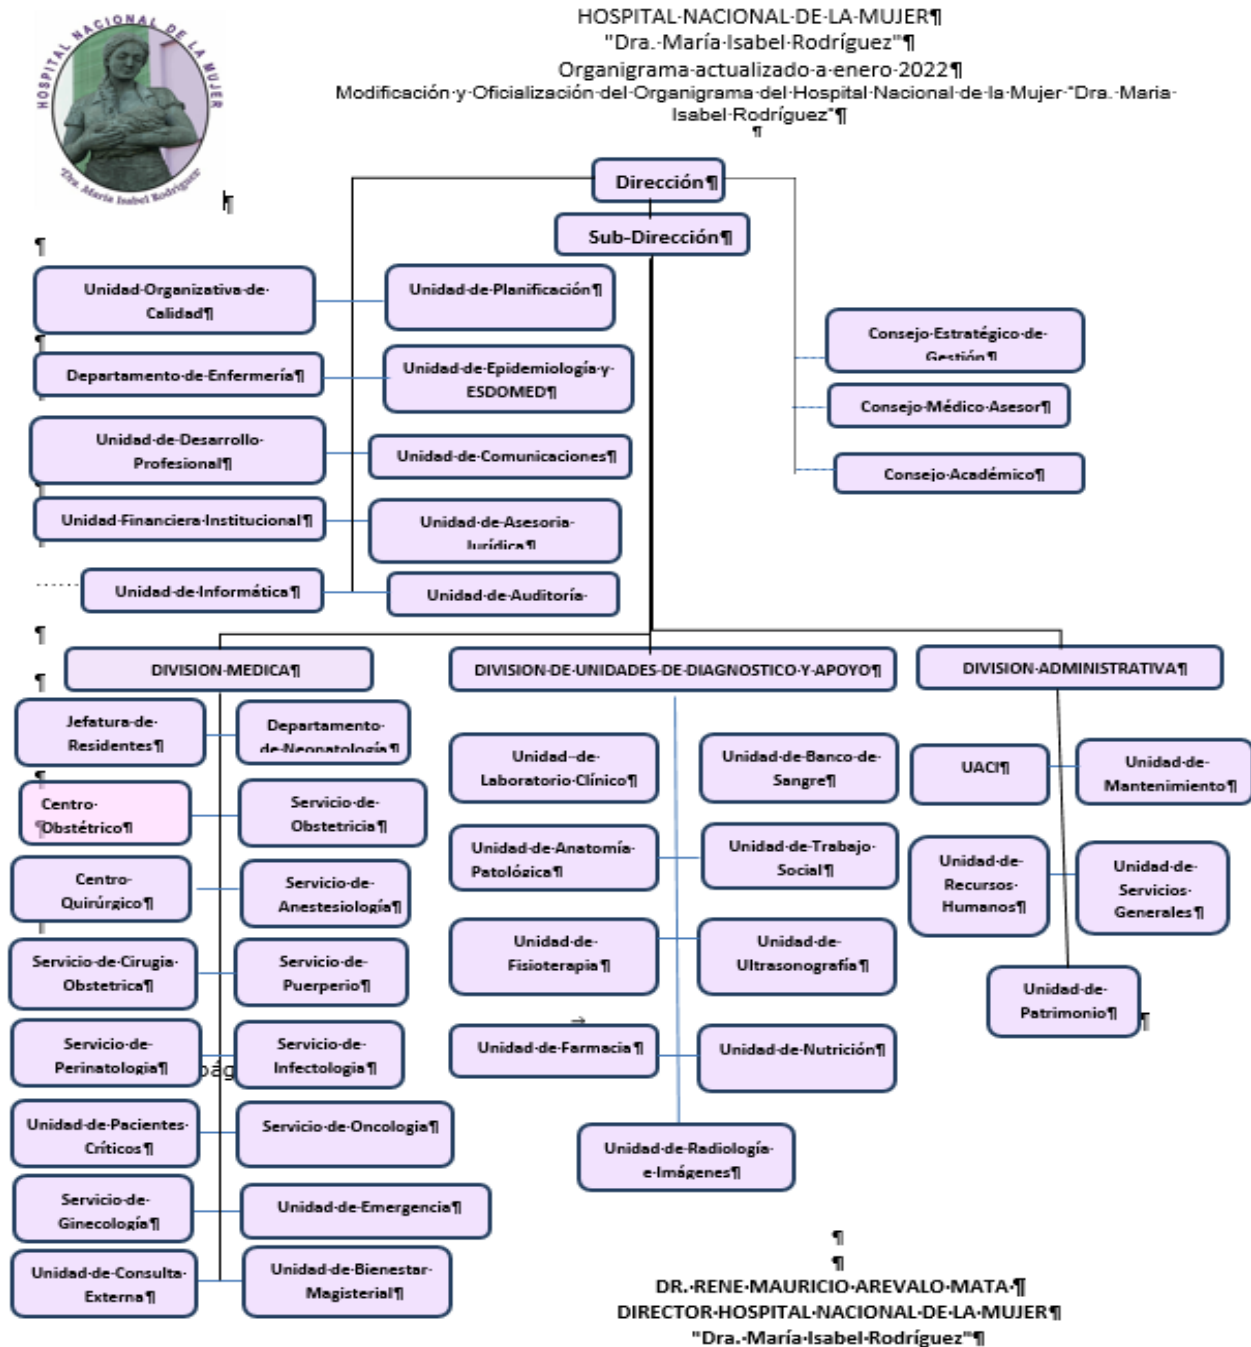 HOSPITAL NACIONAL DE LA MUJER
"Dra. María Isabel Rodríguez"
HOSPITAL·NACIONAL·DE·LA·MUJER¶
"Dra.·María·Isabel·Rodríguez"¶
Organigrama·actualizado·a·enero·2022¶
Modificación·y·Oficialización·del·Organigrama·del·Hospital·Nacional·de·la·Mujer·"Dra.·Maria·
Isabel·Rodríguez"¶
¶
¶
Dirección¶
Sub-Dirección¶
¶
Unidad·Organizativa·de·
Calidad¶
Unidad·de·Planificación¶
¶
Departamento·de·Enfermería¶
Unidad·de·Epidemiología·y·
ESDOMED¶
Unidad·de·Desarrollo·
Profesional¶
Unidad·de·Comunicaciones¶
Unidad·Financiera·Institucional¶
Unidad·de·Asesoria·
Jurídica¶
Unidad·de·Informática¶
Unidad·de·Auditoría·
Consejo·Estratégico·de·
Gestión¶
Consejo·Médico·Asesor¶
Consejo·Académico¶
¶
¶
DIVISION·MEDICA¶
Jefatura·de·
Residentes¶
Departamento·
de·Neonatología¶
¶
Centro·
Obstétrico¶
¶
Servicio·de·
Obstetricia¶
Centro·
Quirúrgico¶
Servicio·de·
Anestesiología¶
Servicio·de·Cirugia·
Obstetrica¶
Servicio·de·
Puerperio¶
Servicio·de·
Perinatologia¶
pág
Servicio·de·
Infectologia¶
Unidad·de·Pacientes·
Críticos¶
Servicio·de·Oncologia¶
Servicio·de·
Ginecología¶
Unidad·de·Emergencia¶
Unidad·de·Consulta·
Externa¶
Unidad·de·Bienestar·
Magisterial¶
DIVISION·DE·UNIDADES·DE·DIAGNOSTICO·Y·APOYO¶
Unidad··de·
Laboratorio·Clínico¶
Unidad·de·Banco·de·
Sangre¶
Unidad·de·Anatomía·
Patológica¶
Unidad·de·Trabajo·
Social¶
Unidad·de·
Fisioterapia¶
Unidad·de·
Ultrasonografía¶
→
Unidad·de·Farmacia¶
Unidad·de·Nutrición¶
Unidad·de·Radiología·
e·Imágenes¶
DIVISION·ADMINISTRATIVA¶
UACI¶
Unidad·de·
Mantenimiento¶
Unidad·de·
Recursos·
Humanos¶
Unidad·de·
Servicios·
Generales¶
Unidad·de·
Patrimonio¶
¶
¶
¶
DR.·RENE·MAURICIO·AREVALO·MATA·¶
DIRECTOR·HOSPITAL·NACIONAL·DE·LA·MUJER¶
"Dra.·María·Isabel·Rodríguez"¶